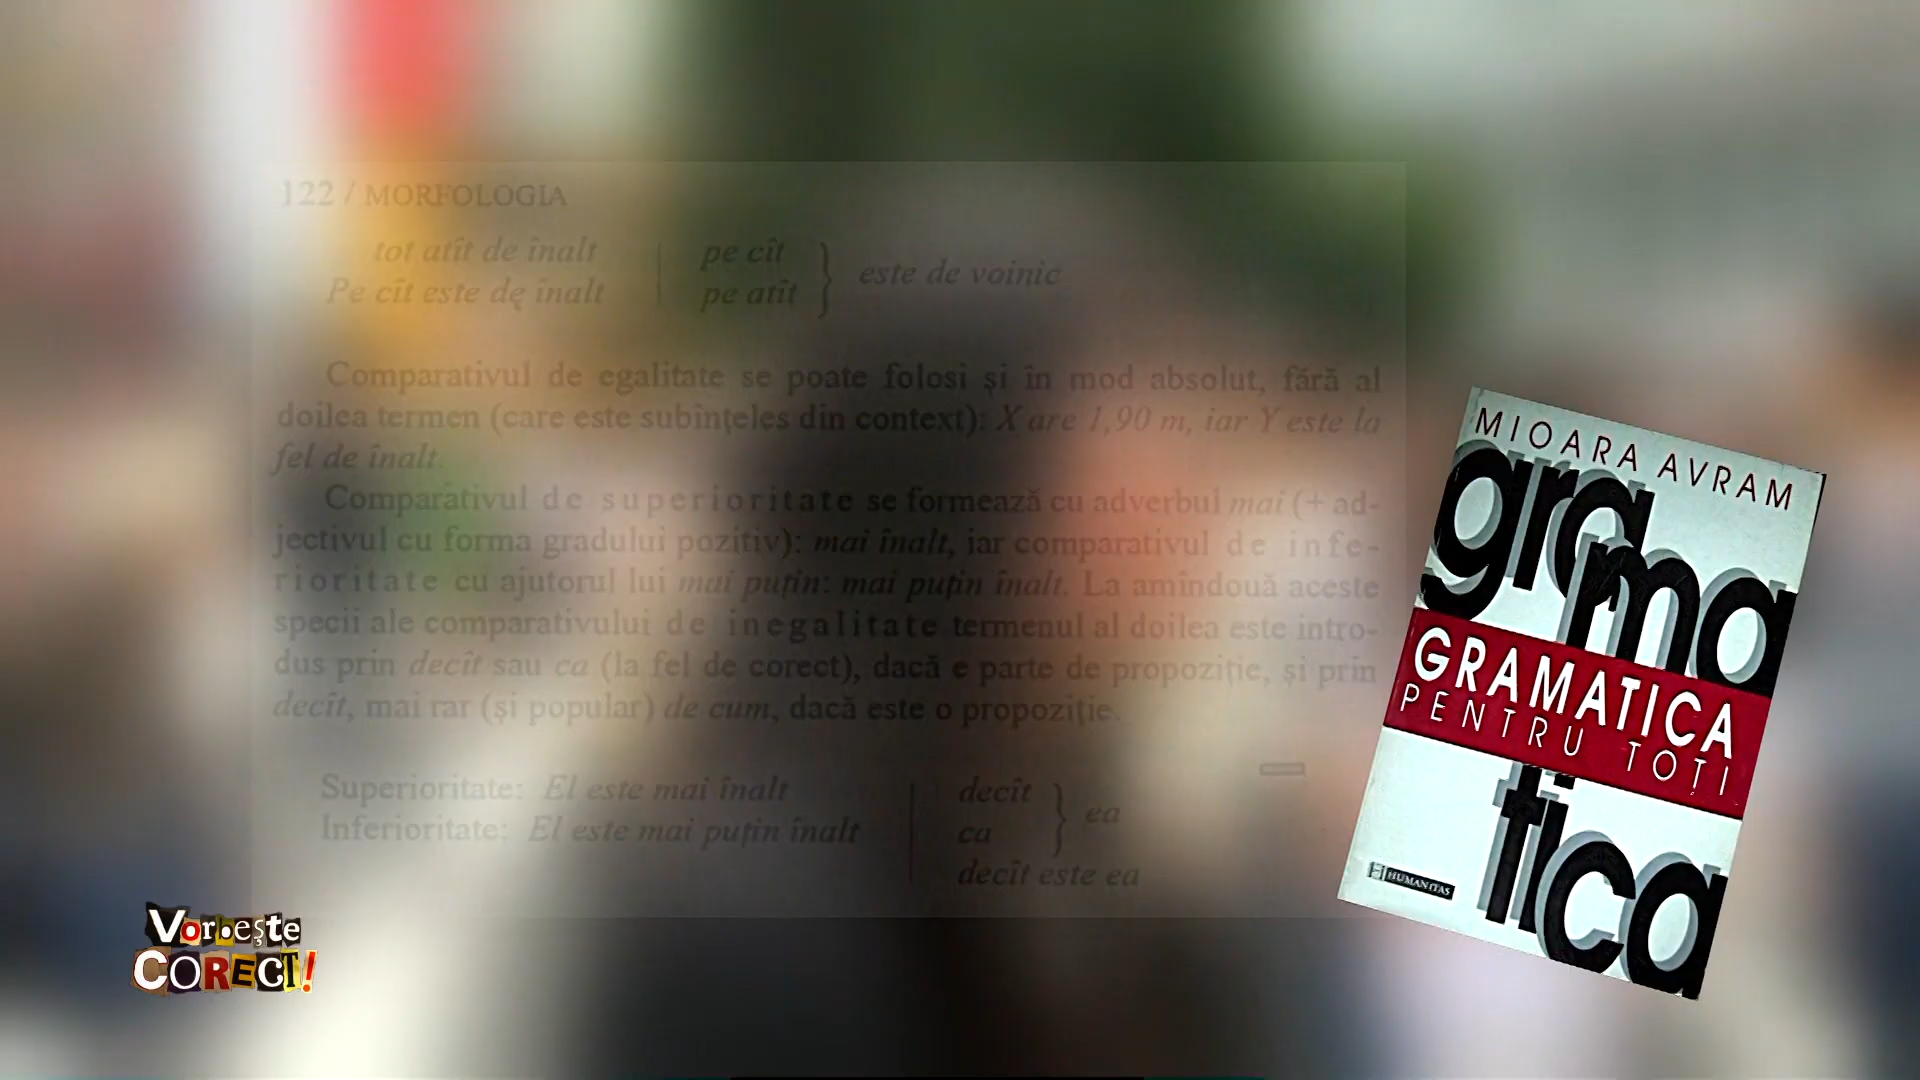 122 / MORFOLOGIA
tot atît de înalt
Pe cît este de înalt
pe cît
pe atît
este de voinic
Comparativul de egalitate se poate folosi și în mod absolut, fără al
doilea termen (care este subînțeles din context): X are 1,90 m, iar Y este la
fel de înalt.
Comparativul de superioritate se formează cu adverbul mai (+ ad-
jectivul cu forma gradului pozitiv): mai înalt, iar comparativul de infe-
rioritate cu ajutorul lui mai puțin: mai puțin înalt. La amîndouă aceste
specii ale comparativului de inegalitate termenul al doilea este intro-
dus prin decît sau ca (la fel de corect), dacă e parte de propoziție, și prin
decît, mai rar (și popular) de cum, dacă este o propoziție.
Superioritate: El este mai înalt
Inferioritate: El este mai puțin înalt
decît
ca
ea
decît este ea
MIOARA AVRAM
grama
GRAMATICA
PENTRU TOȚI
tica
HUMANITAS
Vorbește
CORECT!